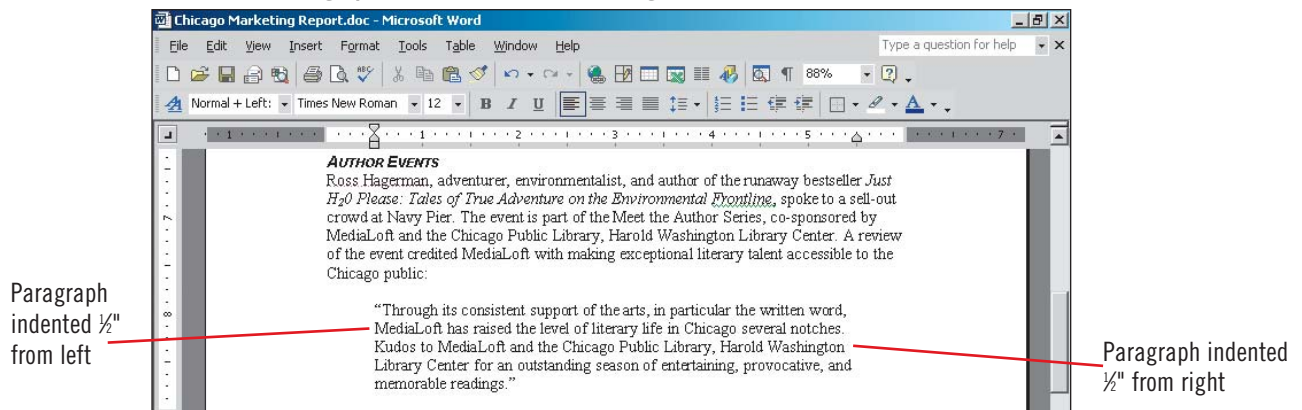 Chicago Marketing Report.doc - Microsoft Word
File Edit View Insert Format Tools Table Window Help Type a question for help
88%
Normal + Left: Times New Roman 12 B I U
1 1 2 3 4 5 7
AUTHOR EVENTS
Ross Hagerman, adventurer, environmentalist, and author of the runaway bestseller Just
H20 Please: Tales of True Adventure on the Environmental Frontline, spoke to a sell-out
crowd at Navy Pier. The event is part of the Meet the Author Series, co-sponsored by
MediaLoft and the Chicago Public Library, Harold Washington Library Center. A review
of the event credited MediaLoft with making exceptional literary talent accessible to the
Chicago public:
“Through its consistent support of the arts, in particular the written word,
MediaLoft has raised the level of literary life in Chicago several notches.
Kudos to MediaLoft and the Chicago Public Library, Harold Washington
Library Center for an outstanding season of entertaining, provocative, and
memorable readings.”
Paragraph
indented ½"
from left
Paragraph indented
½" from right